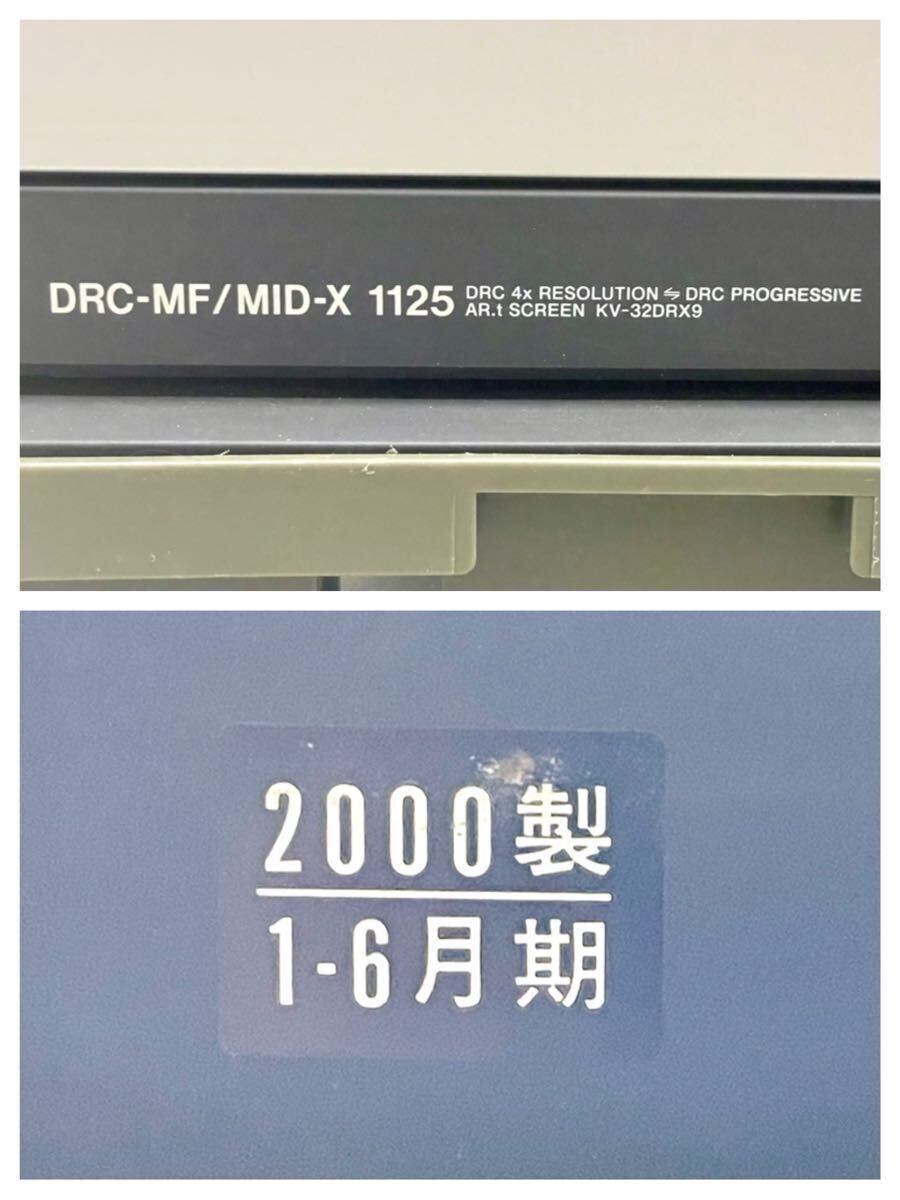 DRC-MF/MID-X 1125
DRC 4x RESOLUTION ⇋ DRC PROGRESSIVE
AR.t SCREEN KV-32DRX9
2000製
1-6月期